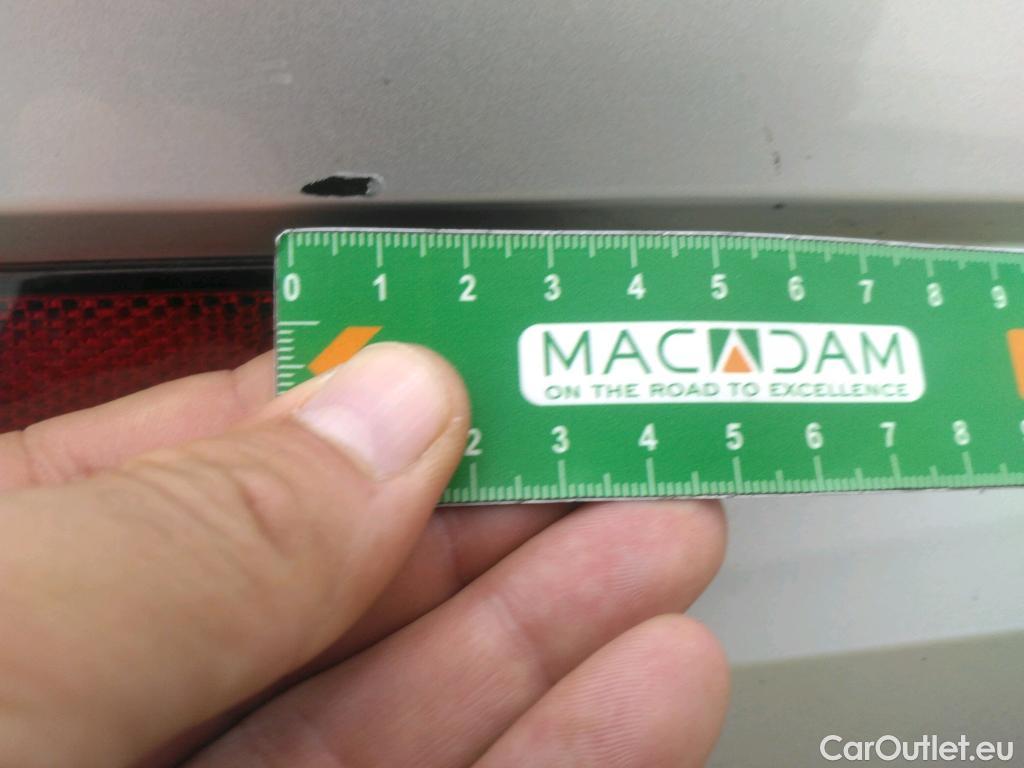 0 1 2 3 4 5 6 7 8 9
MACADAM
ON THE ROAD TO EXCELLENCE
2 3 4 5 6 7 8
CarOutlet.eu